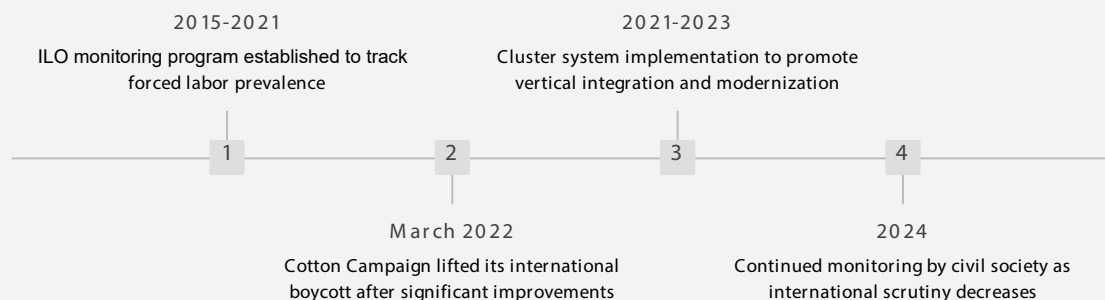 2015-2021
ILO monitoring program established to track
forced labor prevalence
2021-2023
Cluster system implementation to promote
vertical integration and modernization
1
2
3
4
March 2022
Cotton Campaign lifted its international
boycott after significant improvements
2024
Continued monitoring by civil society as
international scrutiny decreases